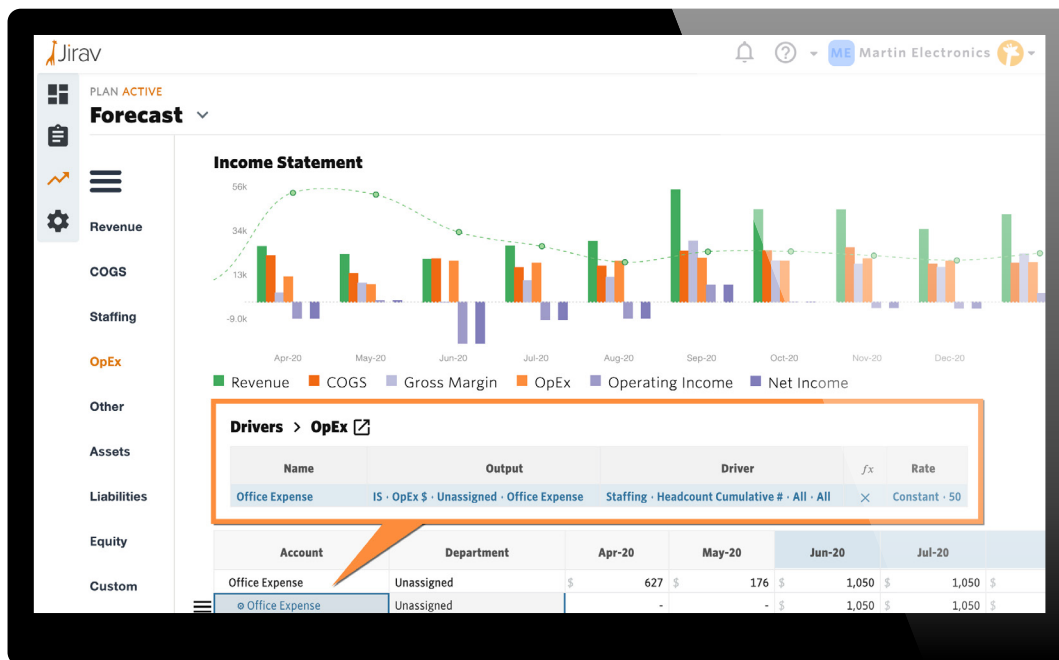 Jirav
ME Martin Electronics
PLAN ACTIVE
Forecast
Revenue
COGS
Staffing
OpEx
Other
Assets
Liabilities
Equity
Custom
Income Statement
56k
34k
13k
-9.0k
Apr-20 May-20 Jun-20 Jul-20 Aug-20 Sep-20 Oct-20 Nov-20 Dec-20
Revenue COGS Gross Margin OpEx Operating Income Net Income
Drivers > OpEx
Name Output Driver fx Rate
Office Expense IS · OpEx $ · Unassigned · Office Expense Staffing · Headcount Cumulative # · All · All × Constant · 50
Account Department Apr-20 May-20 Jun-20 Jul-20
Office Expense Unassigned $ 627 $ 176 $ 1,050 $ 1,050 $
Office Expense Unassigned - - $ 1,050 $ 1,050 $